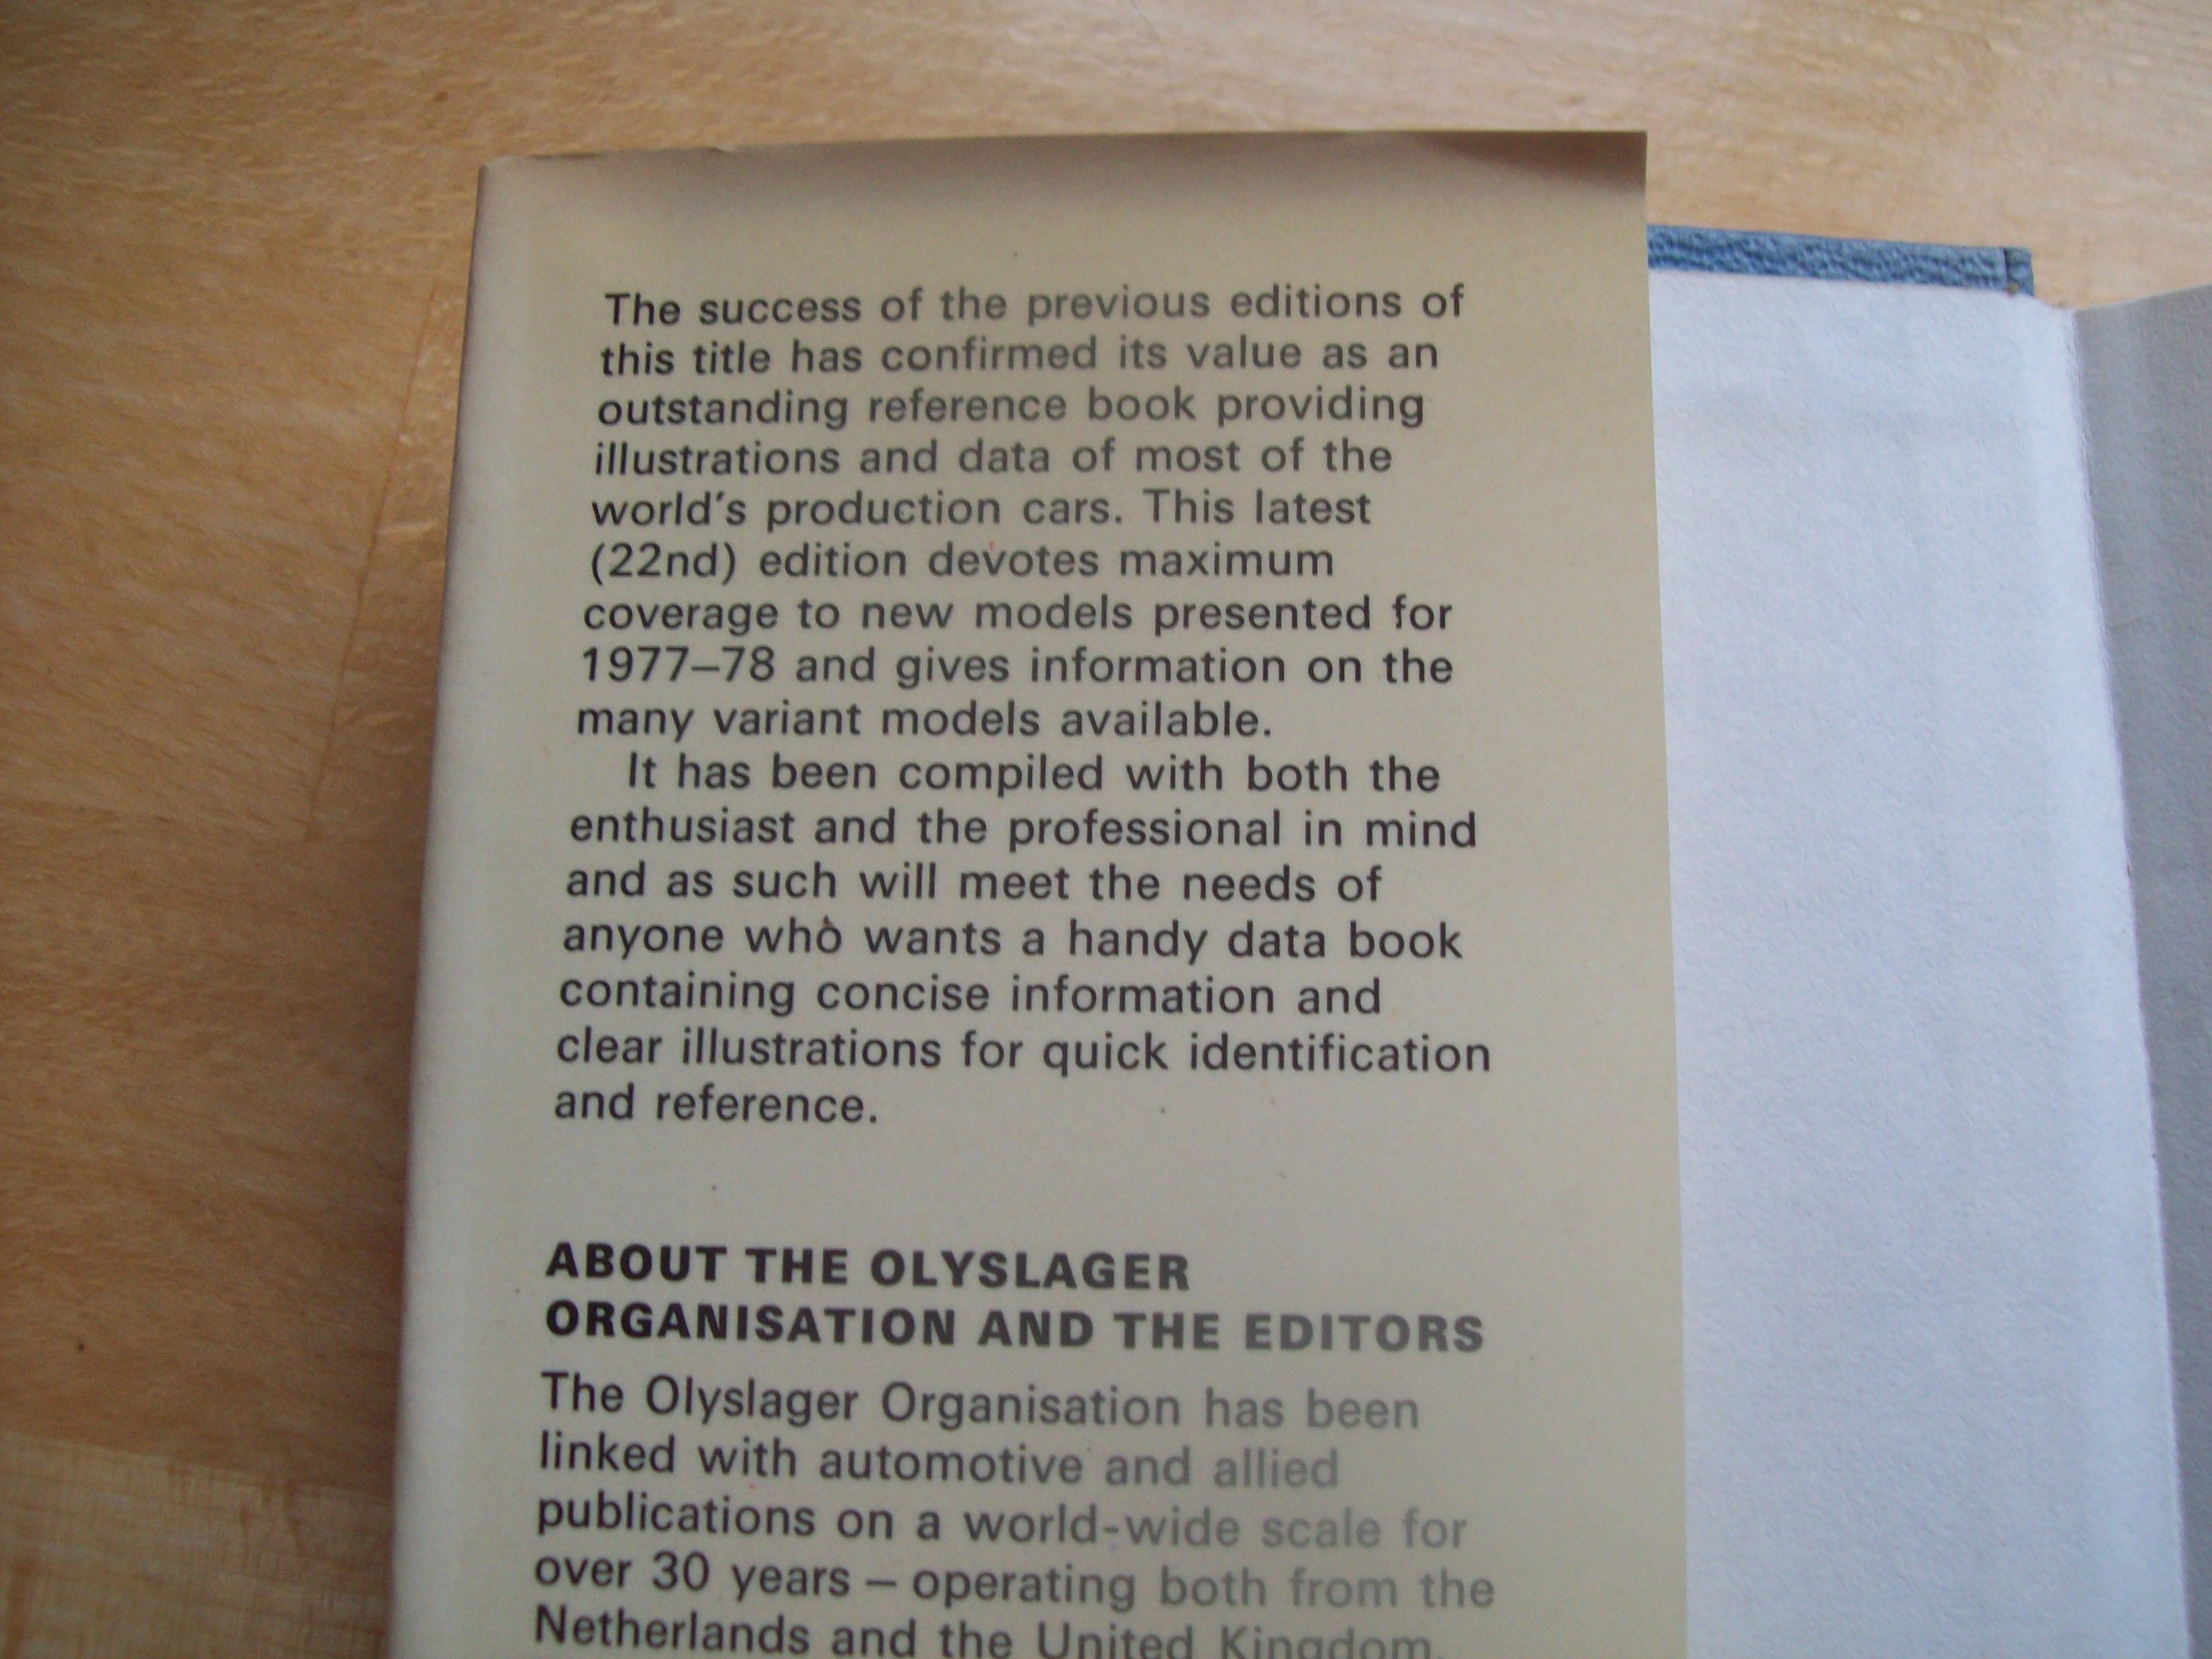 The success of the previous editions of
this title has confirmed its value as an
outstanding reference book providing
illustrations and data of most of the
world's production cars. This latest
(22nd) edition devotes maximum
coverage to new models presented for
1977–78 and gives information on the
many variant models available.
It has been compiled with both the
enthusiast and the professional in mind
and as such will meet the needs of
anyone who wants a handy data book
containing concise information and
clear illustrations for quick identification
and reference.
ABOUT THE OLYSLAGER
ORGANISATION AND THE EDITORS
The Olyslager Organisation has been
linked with automotive and allied
publications on a world-wide scale for
over 30 years – operating both from the
Netherlands and the United Kingdom.